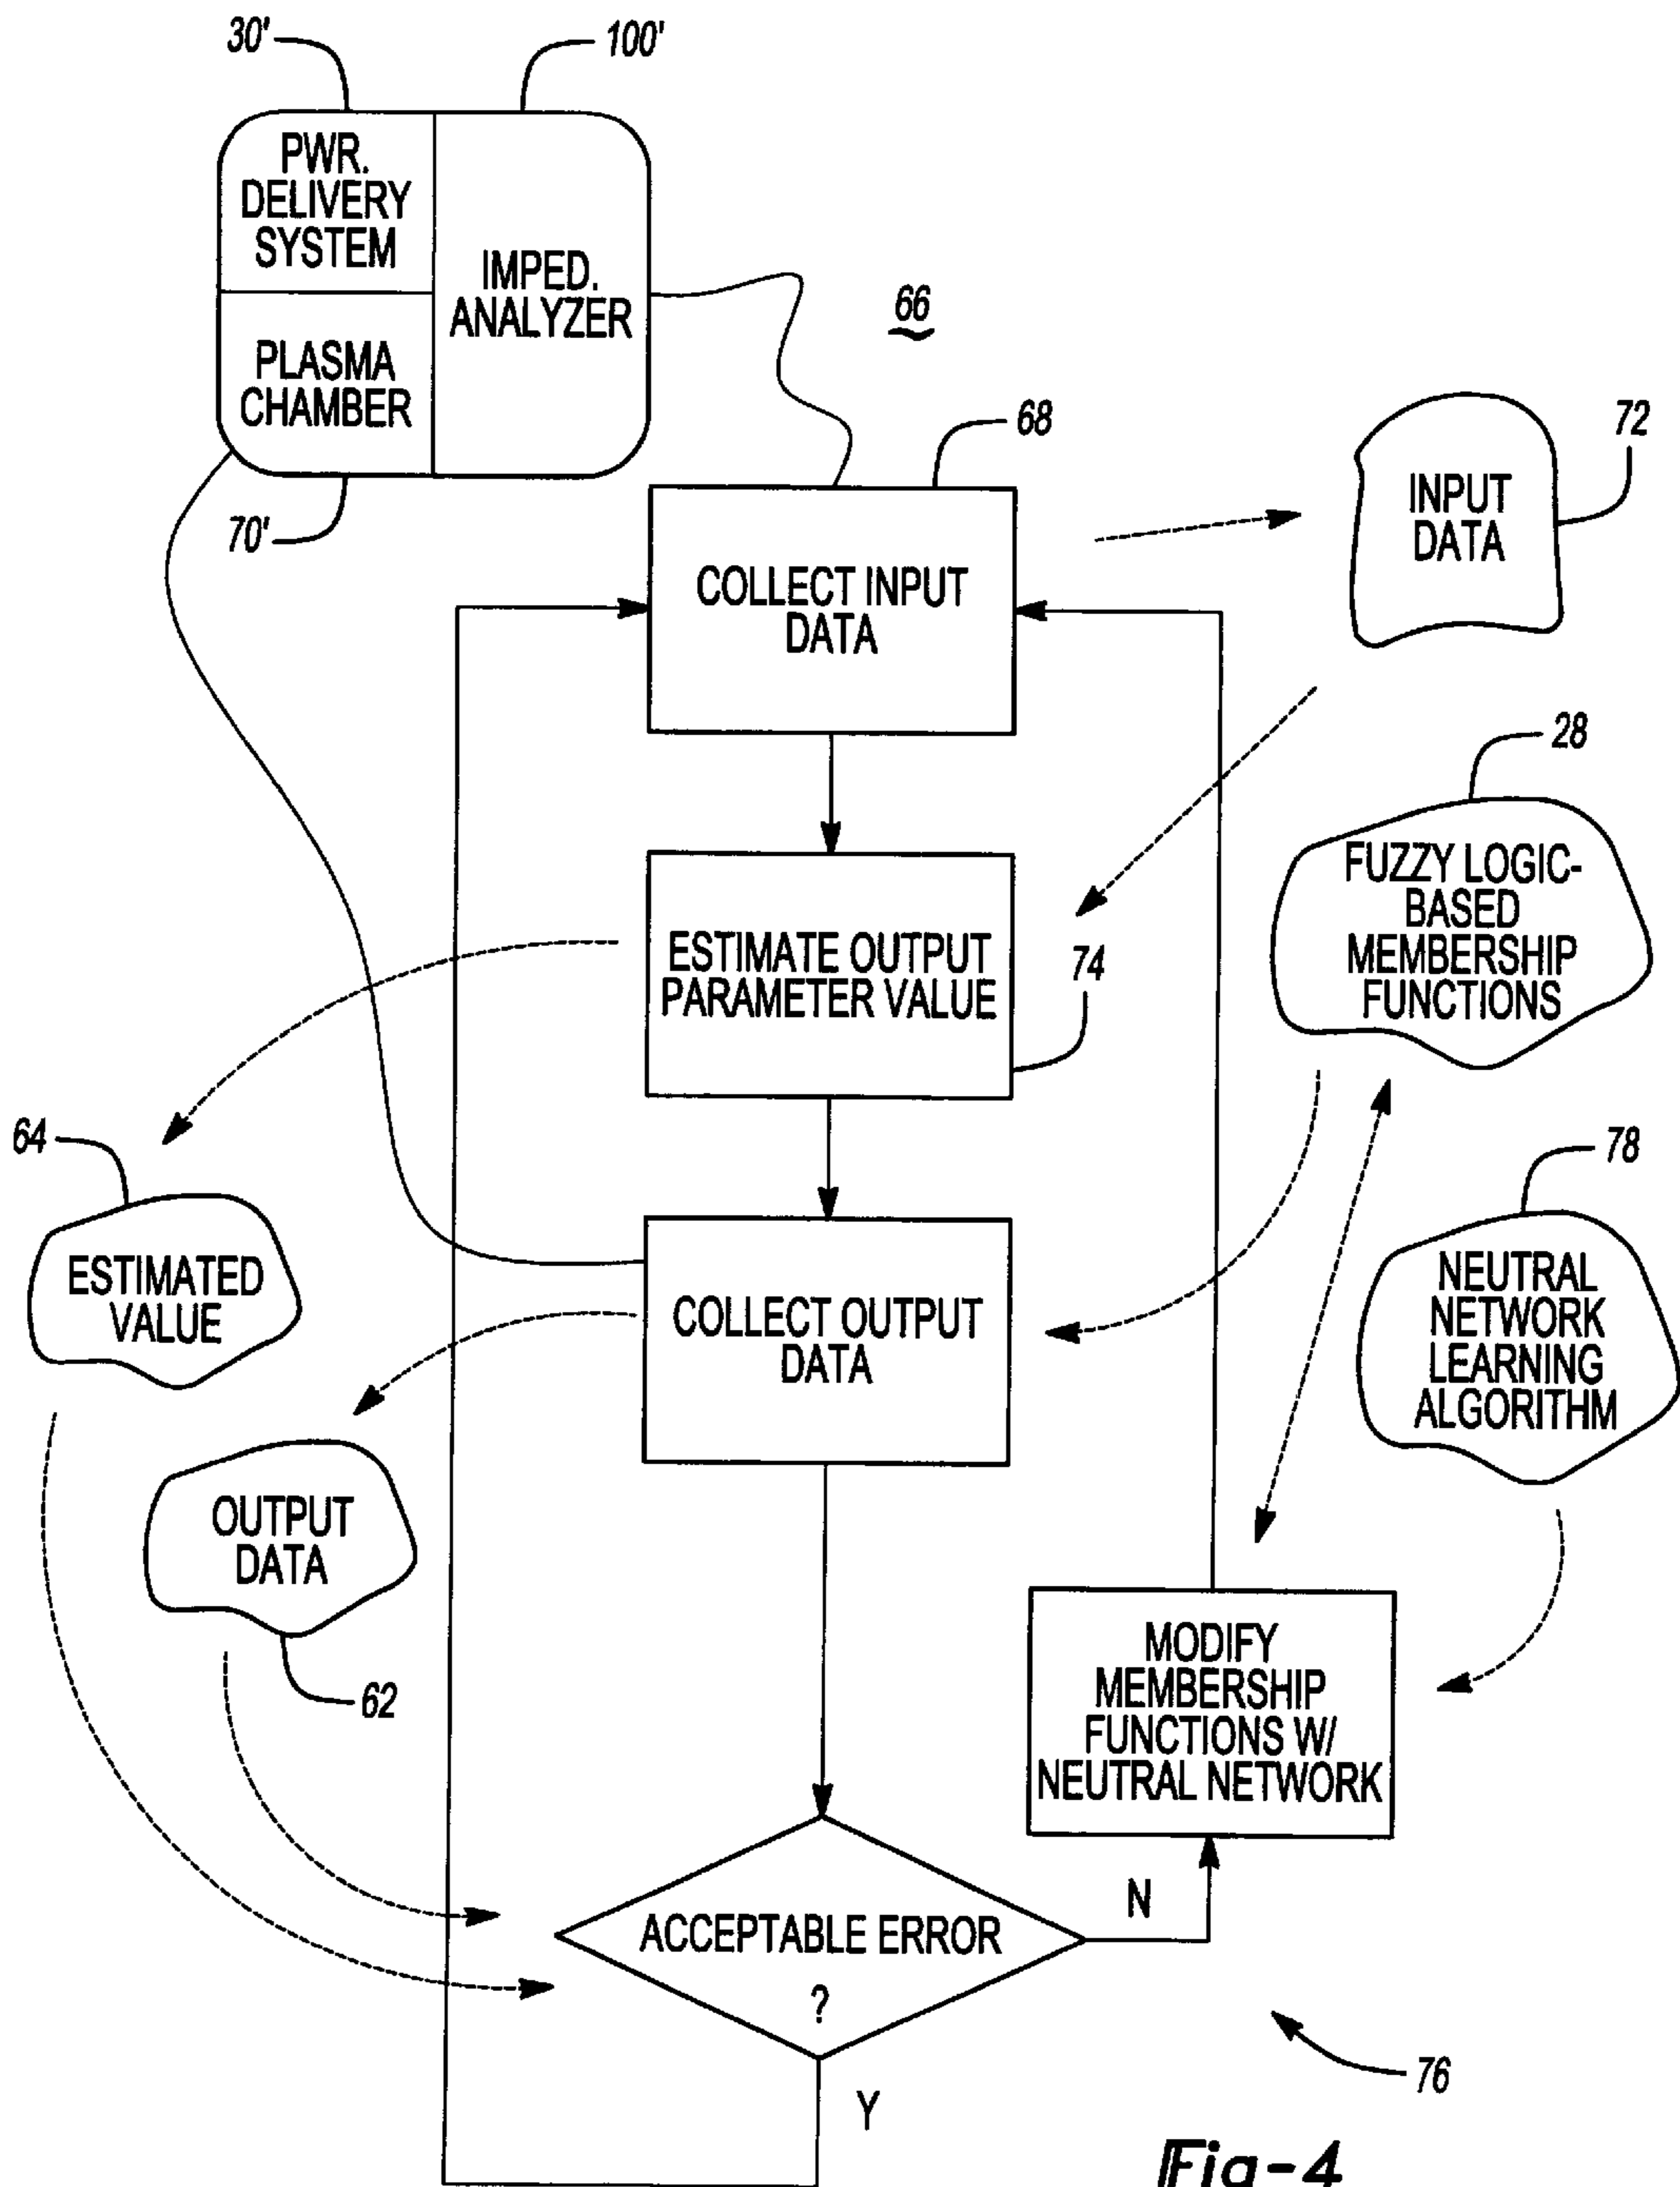 30'
100'
PWR.
DELIVERY
SYSTEM
IMPED.
ANALYZER
PLASMA
CHAMBER
70'
66
68
72
COLLECT INPUT
DATA
INPUT
DATA
28
FUZZY LOGIC-
BASED
MEMBERSHIP
FUNCTIONS
ESTIMATE OUTPUT
PARAMETER VALUE
74
64
ESTIMATED
VALUE
78
NEUTRAL
NETWORK
LEARNING
ALGORITHM
COLLECT OUTPUT
DATA
OUTPUT
DATA
62
MODIFY
MEMBERSHIP
FUNCTIONS W/
NEUTRAL NETWORK
ACCEPTABLE ERROR
?
N
Y
76
Fig-4